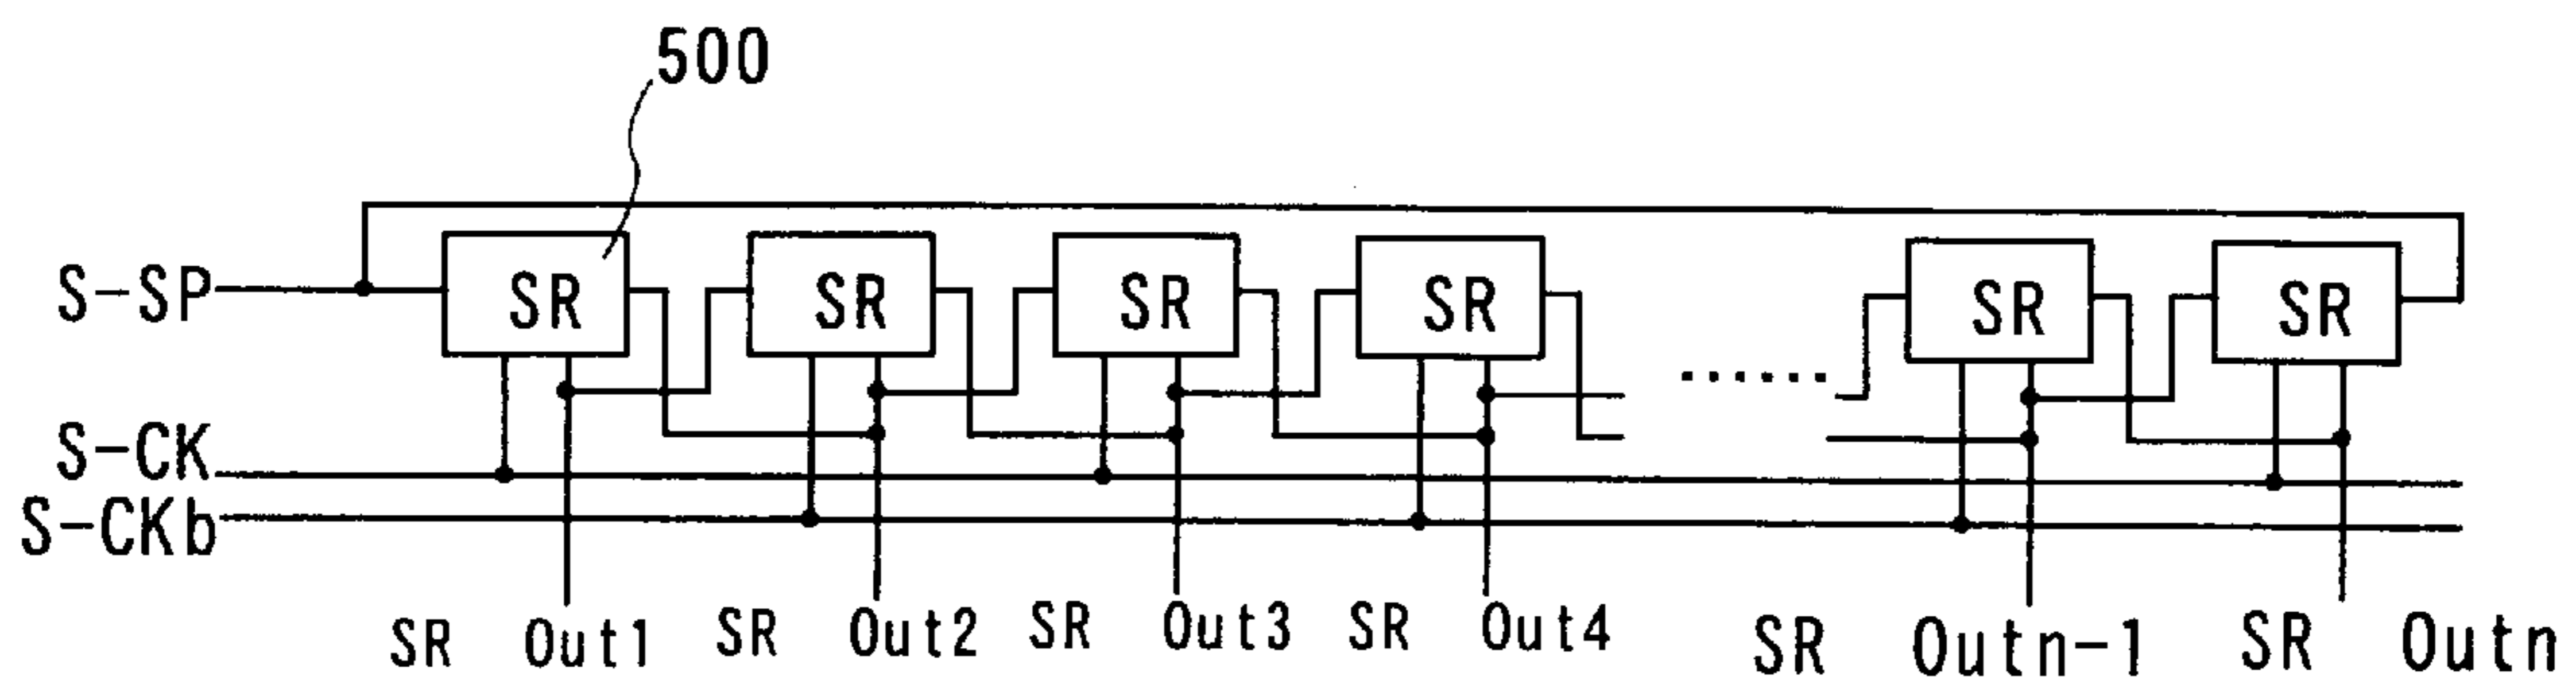 500
S-SP
SR SR SR SR ...... SR SR
S-CK
S-CKb
SR Out1 SR Out2 SR Out3 SR Out4 SR Outn-1 SR Outn